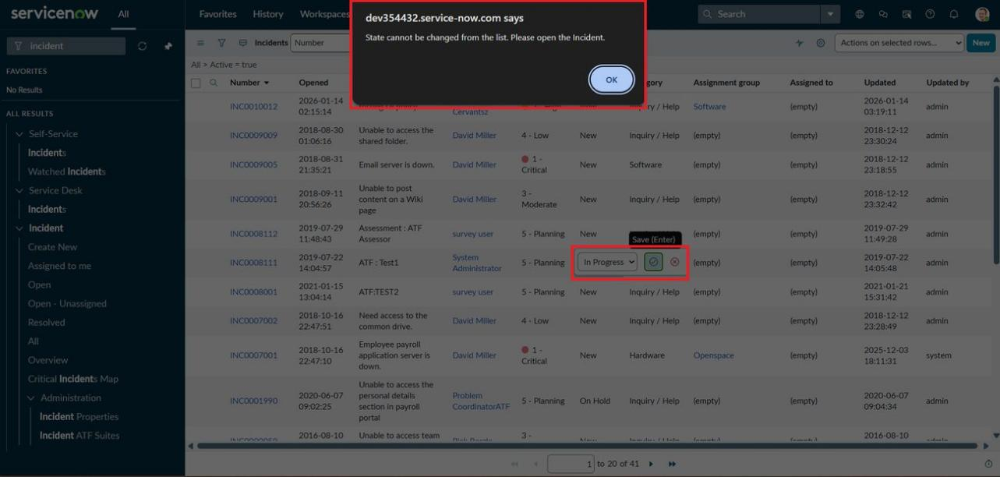 servicenow
All
Favorites
History
Workspaces
Search
dev354432.service-now.com says
State cannot be changed from the list. Please open the Incident.
OK
incident
FAVORITES
No Results
ALL RESULTS
Self-Service
Incidents
Watched Incidents
Service Desk
Incidents
Incident
Create New
Assigned to me
Open
Open - Unassigned
Resolved
All
Overview
Critical Incidents Map
Administration
Incident Properties
Incident ATF Suites
Incidents Number
Actions on selected rows...
New
All > Active = true
Number Opened Assignment group Assigned to Updated Updated by
INC0010012 2026-01-14 02:15:14 Cervantsz Inquiry / Help Software (empty) 2026-01-14 03:19:11 admin
INC0009009 2018-08-30 01:06:16 Unable to access the shared folder. David Miller 4 - Low New Inquiry / Help (empty) (empty) 2018-12-12 23:30:24 admin
INC0009005 2018-08-31 21:35:21 Email server is down. David Miller 1 - Critical New Software (empty) (empty) 2018-12-12 23:18:55 admin
INC0009001 2018-09-11 20:56:26 Unable to post content on a Wiki page David Miller 3 - Moderate New Inquiry / Help (empty) (empty) 2018-12-12 23:32:42 admin
INC0008112 2019-07-29 11:48:43 Assessment : ATF Assessor survey user 5 - Planning New (empty) (empty) 2019-07-29 11:49:28 admin
Save (Enter)
INC0008111 2019-07-22 14:04:57 ATF : Test1 System Administrator 5 - Planning In Progress (empty) (empty) 2019-07-22 14:05:48 admin
INC0008001 2021-01-15 13:04:14 ATF:TEST2 survey user 5 - Planning New Inquiry / Help (empty) (empty) 2021-01-21 15:31:42 admin
INC0007002 2018-10-16 22:47:51 Need access to the common drive. David Miller 4 - Low New Inquiry / Help (empty) (empty) 2018-12-12 23:28:49 admin
INC0007001 2018-10-16 22:47:10 Employee payroll application server is down. David Miller 1 - Critical New Hardware Openspace (empty) 2025-12-03 18:11:31 system
INC0001990 2020-06-07 09:02:25 Unable to access the personal details section in payroll portal Problem CoordinatorATF 5 - Planning On Hold Inquiry / Help (empty) (empty) 2020-06-07 09:04:34 admin
2016-08-10 Unable to access team 3 - 2016-08-10
1 to 20 of 41